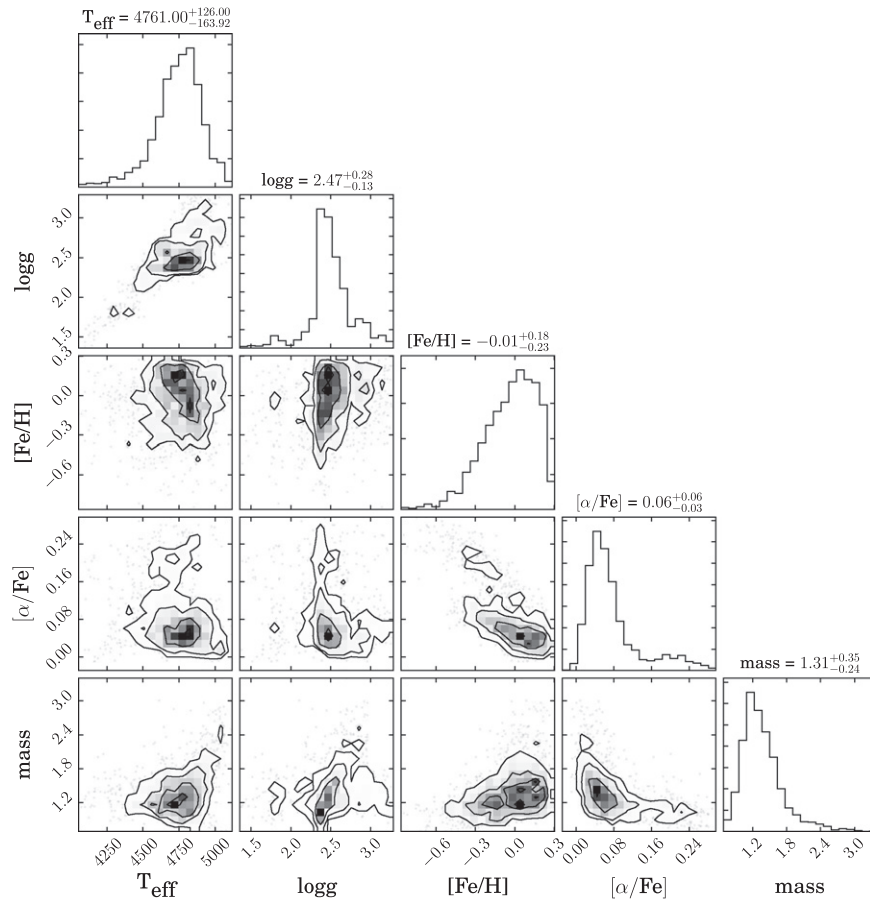 T_eff = 4761.00^{+126.00}_{-163.92}
logg = 2.47^{+0.28}_{-0.13}
3.0
2.5
2.0
1.5
logg
[Fe/H] = −0.01^{+0.18}_{-0.23}
0.3
0.0
−0.3
−0.6
[Fe/H]
[α/Fe] = 0.06^{+0.06}_{-0.03}
0.24
0.16
0.08
0.00
[α/Fe]
mass = 1.31^{+0.35}_{-0.24}
3.0
2.4
1.8
1.2
mass
4250 4500 4750 5000 1.5 2.0 2.5 3.0 −0.6 −0.3 0.0 0.3 0.00 0.08 0.16 0.24 1.2 1.8 2.4 3.0
T_eff logg [Fe/H] [α/Fe] mass